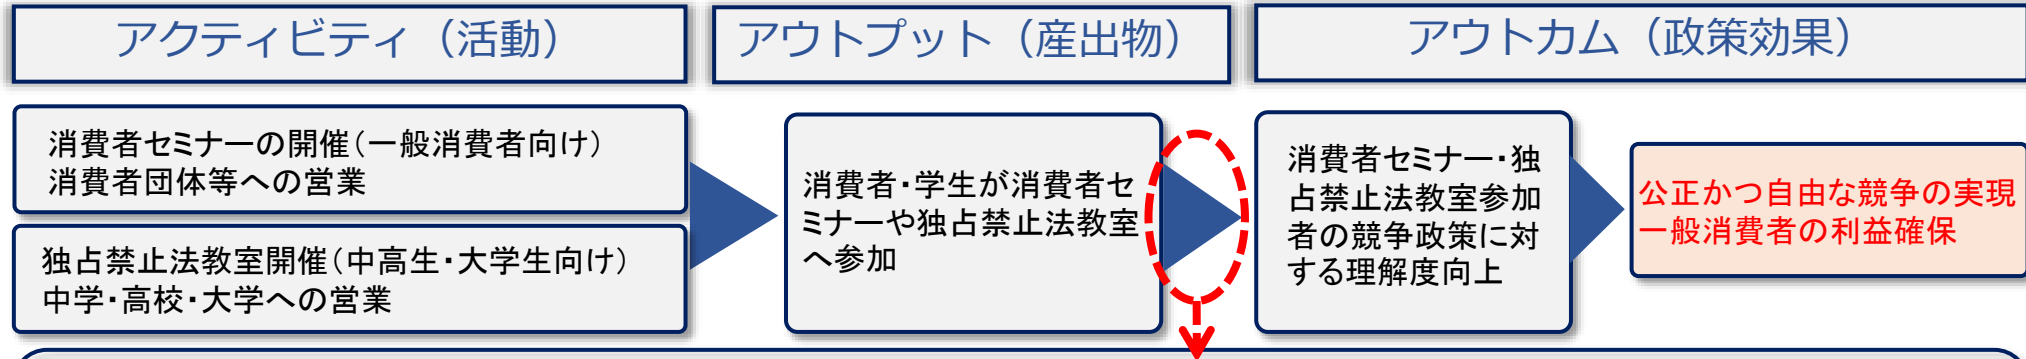 アクティビティ（活動）
アウトプット（産出物）
アウトカム（政策効果）
消費者セミナーの開催（一般消費者向け）
消費者団体等への営業
独占禁止法教室開催（中高生・大学生向け）
中学・高校・大学への営業
消費者・学生が消費者セ
ミナーや独占禁止法教室
へ参加
消費者セミナー・独
占禁止法教室参加
者の競争政策に対
する理解度向上
公正かつ自由な競争の実現
一般消費者の利益確保